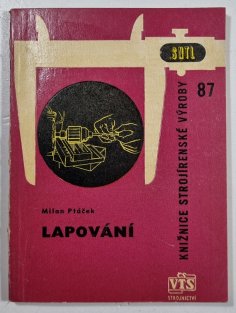 SNTL
87
KNIŽNICE STROJÍRENSKÉ VÝROBY
Milan Ptáček
LAPOVÁNÍ
VTS
STROJNICTVÍ